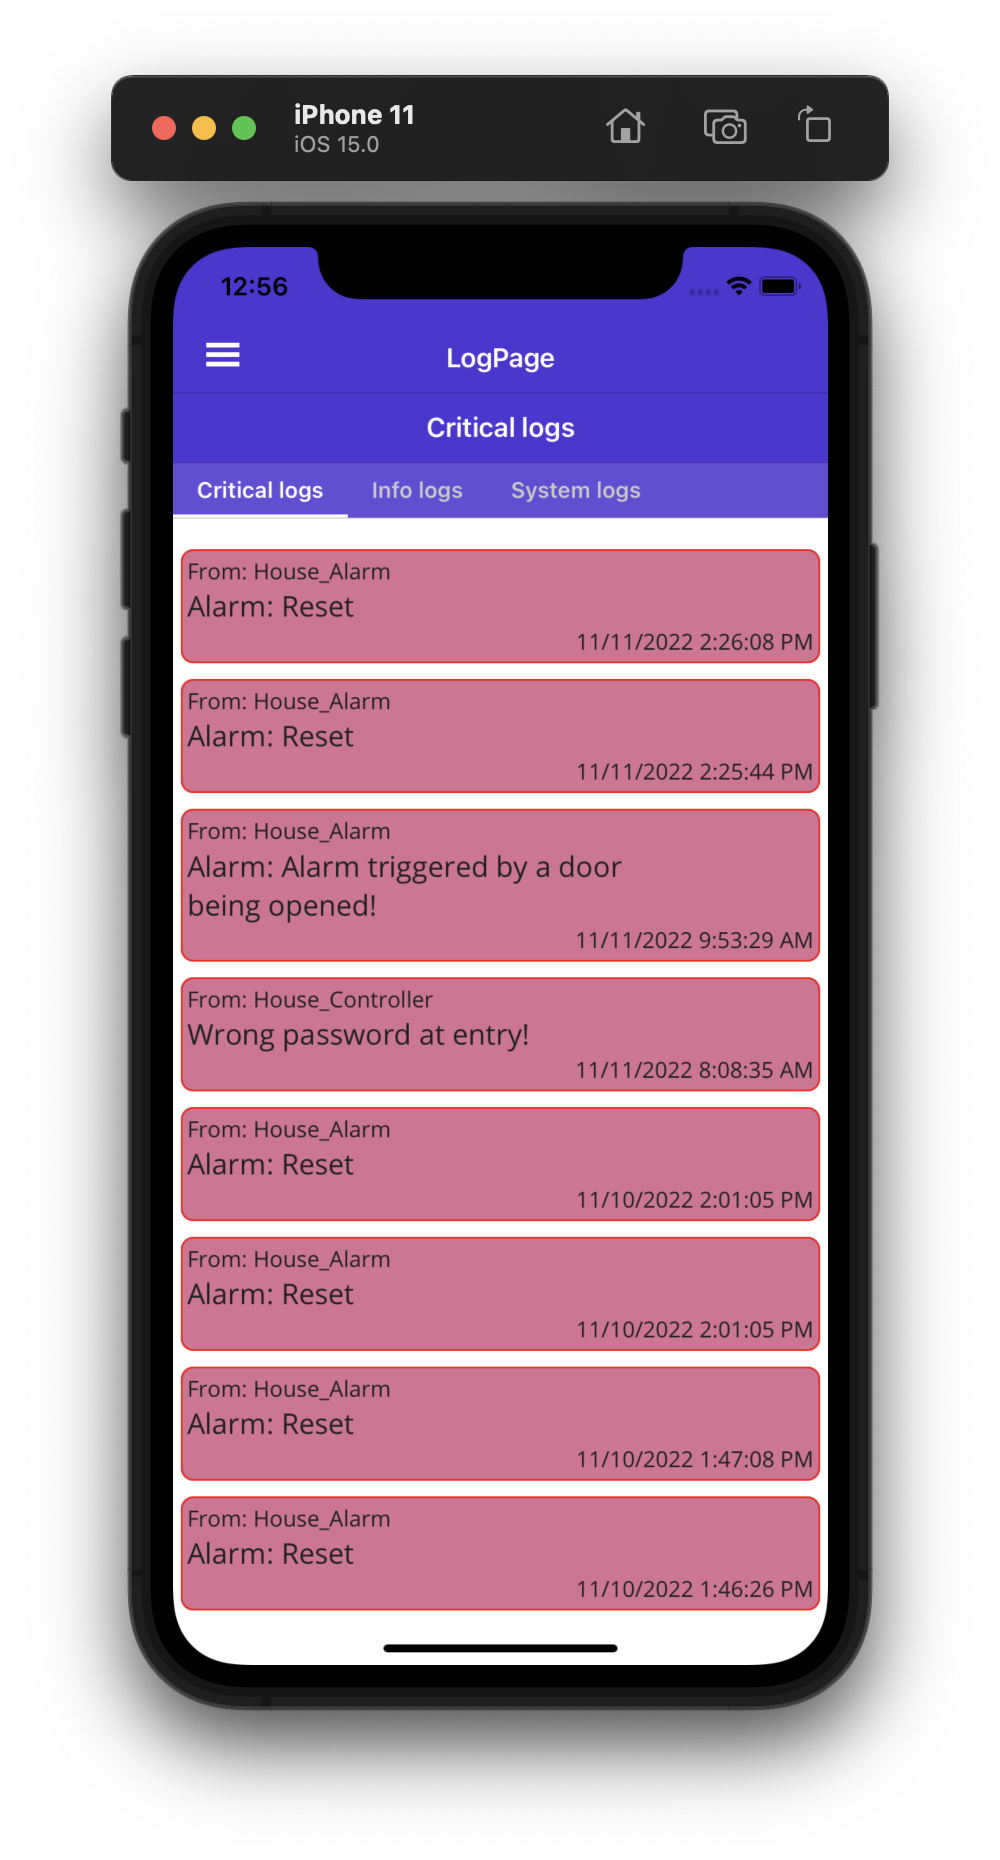 iPhone 11
iOS 15.0
12:56
LogPage
Critical logs
Critical logs Info logs System logs
From: House_Alarm
Alarm: Reset
11/11/2022 2:26:08 PM
From: House_Alarm
Alarm: Reset
11/11/2022 2:25:44 PM
From: House_Alarm
Alarm: Alarm triggered by a door
being opened!
11/11/2022 9:53:29 AM
From: House_Controller
Wrong password at entry!
11/11/2022 8:08:35 AM
From: House_Alarm
Alarm: Reset
11/10/2022 2:01:05 PM
From: House_Alarm
Alarm: Reset
11/10/2022 2:01:05 PM
From: House_Alarm
Alarm: Reset
11/10/2022 1:47:08 PM
From: House_Alarm
Alarm: Reset
11/10/2022 1:46:26 PM